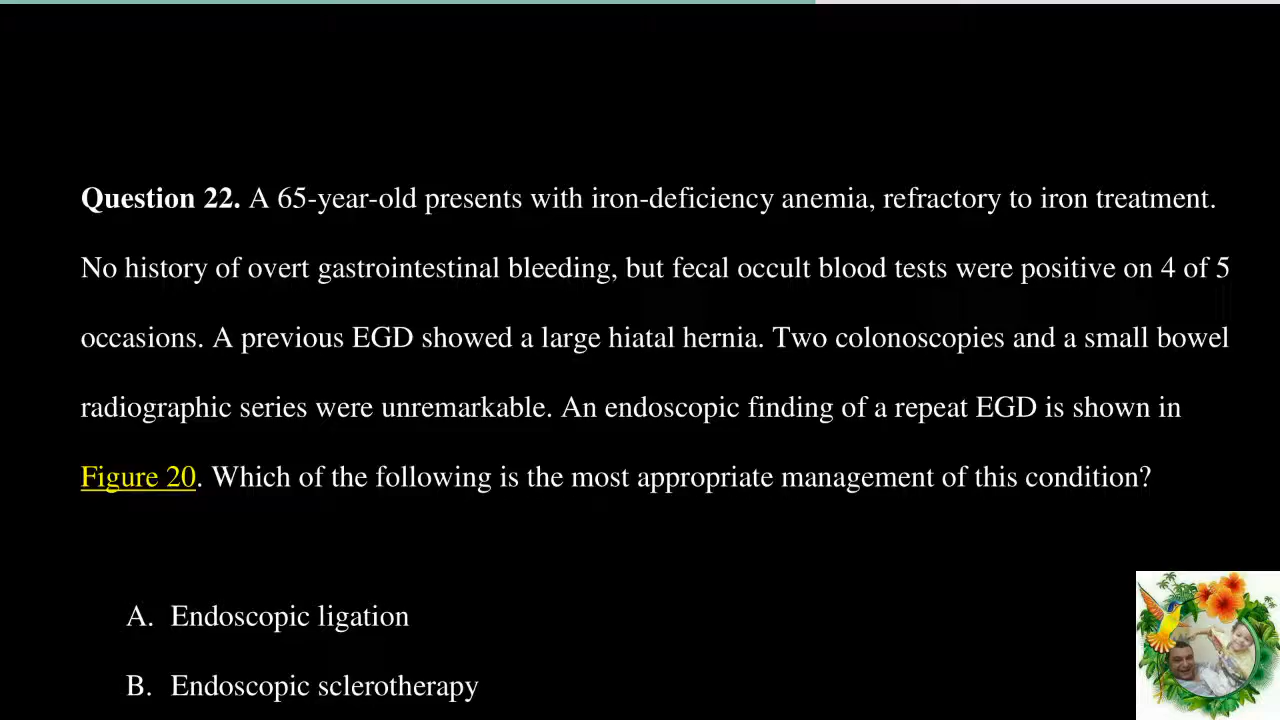 Question 22. A 65-year-old presents with iron-deficiency anemia, refractory to iron treatment.
No history of overt gastrointestinal bleeding, but fecal occult blood tests were positive on 4 of 5
occasions. A previous EGD showed a large hiatal hernia. Two colonoscopies and a small bowel
radiographic series were unremarkable. An endoscopic finding of a repeat EGD is shown in
Figure 20. Which of the following is the most appropriate management of this condition?
A. Endoscopic ligation
B. Endoscopic sclerotherapy